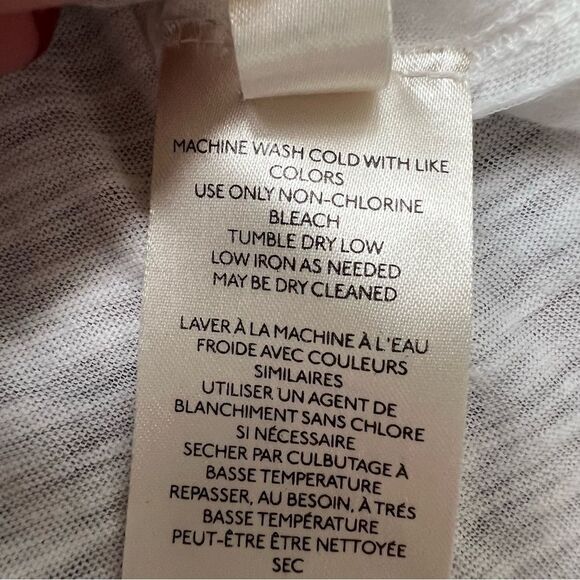 MACHINE WASH COLD WITH LIKE
COLORS
USE ONLY NON-CHLORINE
BLEACH
TUMBLE DRY LOW
LOW IRON AS NEEDED
MAY BE DRY CLEANED
LAVER À LA MACHINE À L'EAU
FROIDE AVEC COULEURS
SIMILAIRES
UTILISER UN AGENT DE
BLANCHIMENT SANS CHLORE
SI NÉCESSAIRE
SECHER PAR CULBUTAGE À
BASSE TEMPERATURE
REPASSER, AU BESOIN, À TRÉS
BASSE TEMPÉRATURE
PEUT-ÊTRE ÊTRE NETTOYÉE
SEC